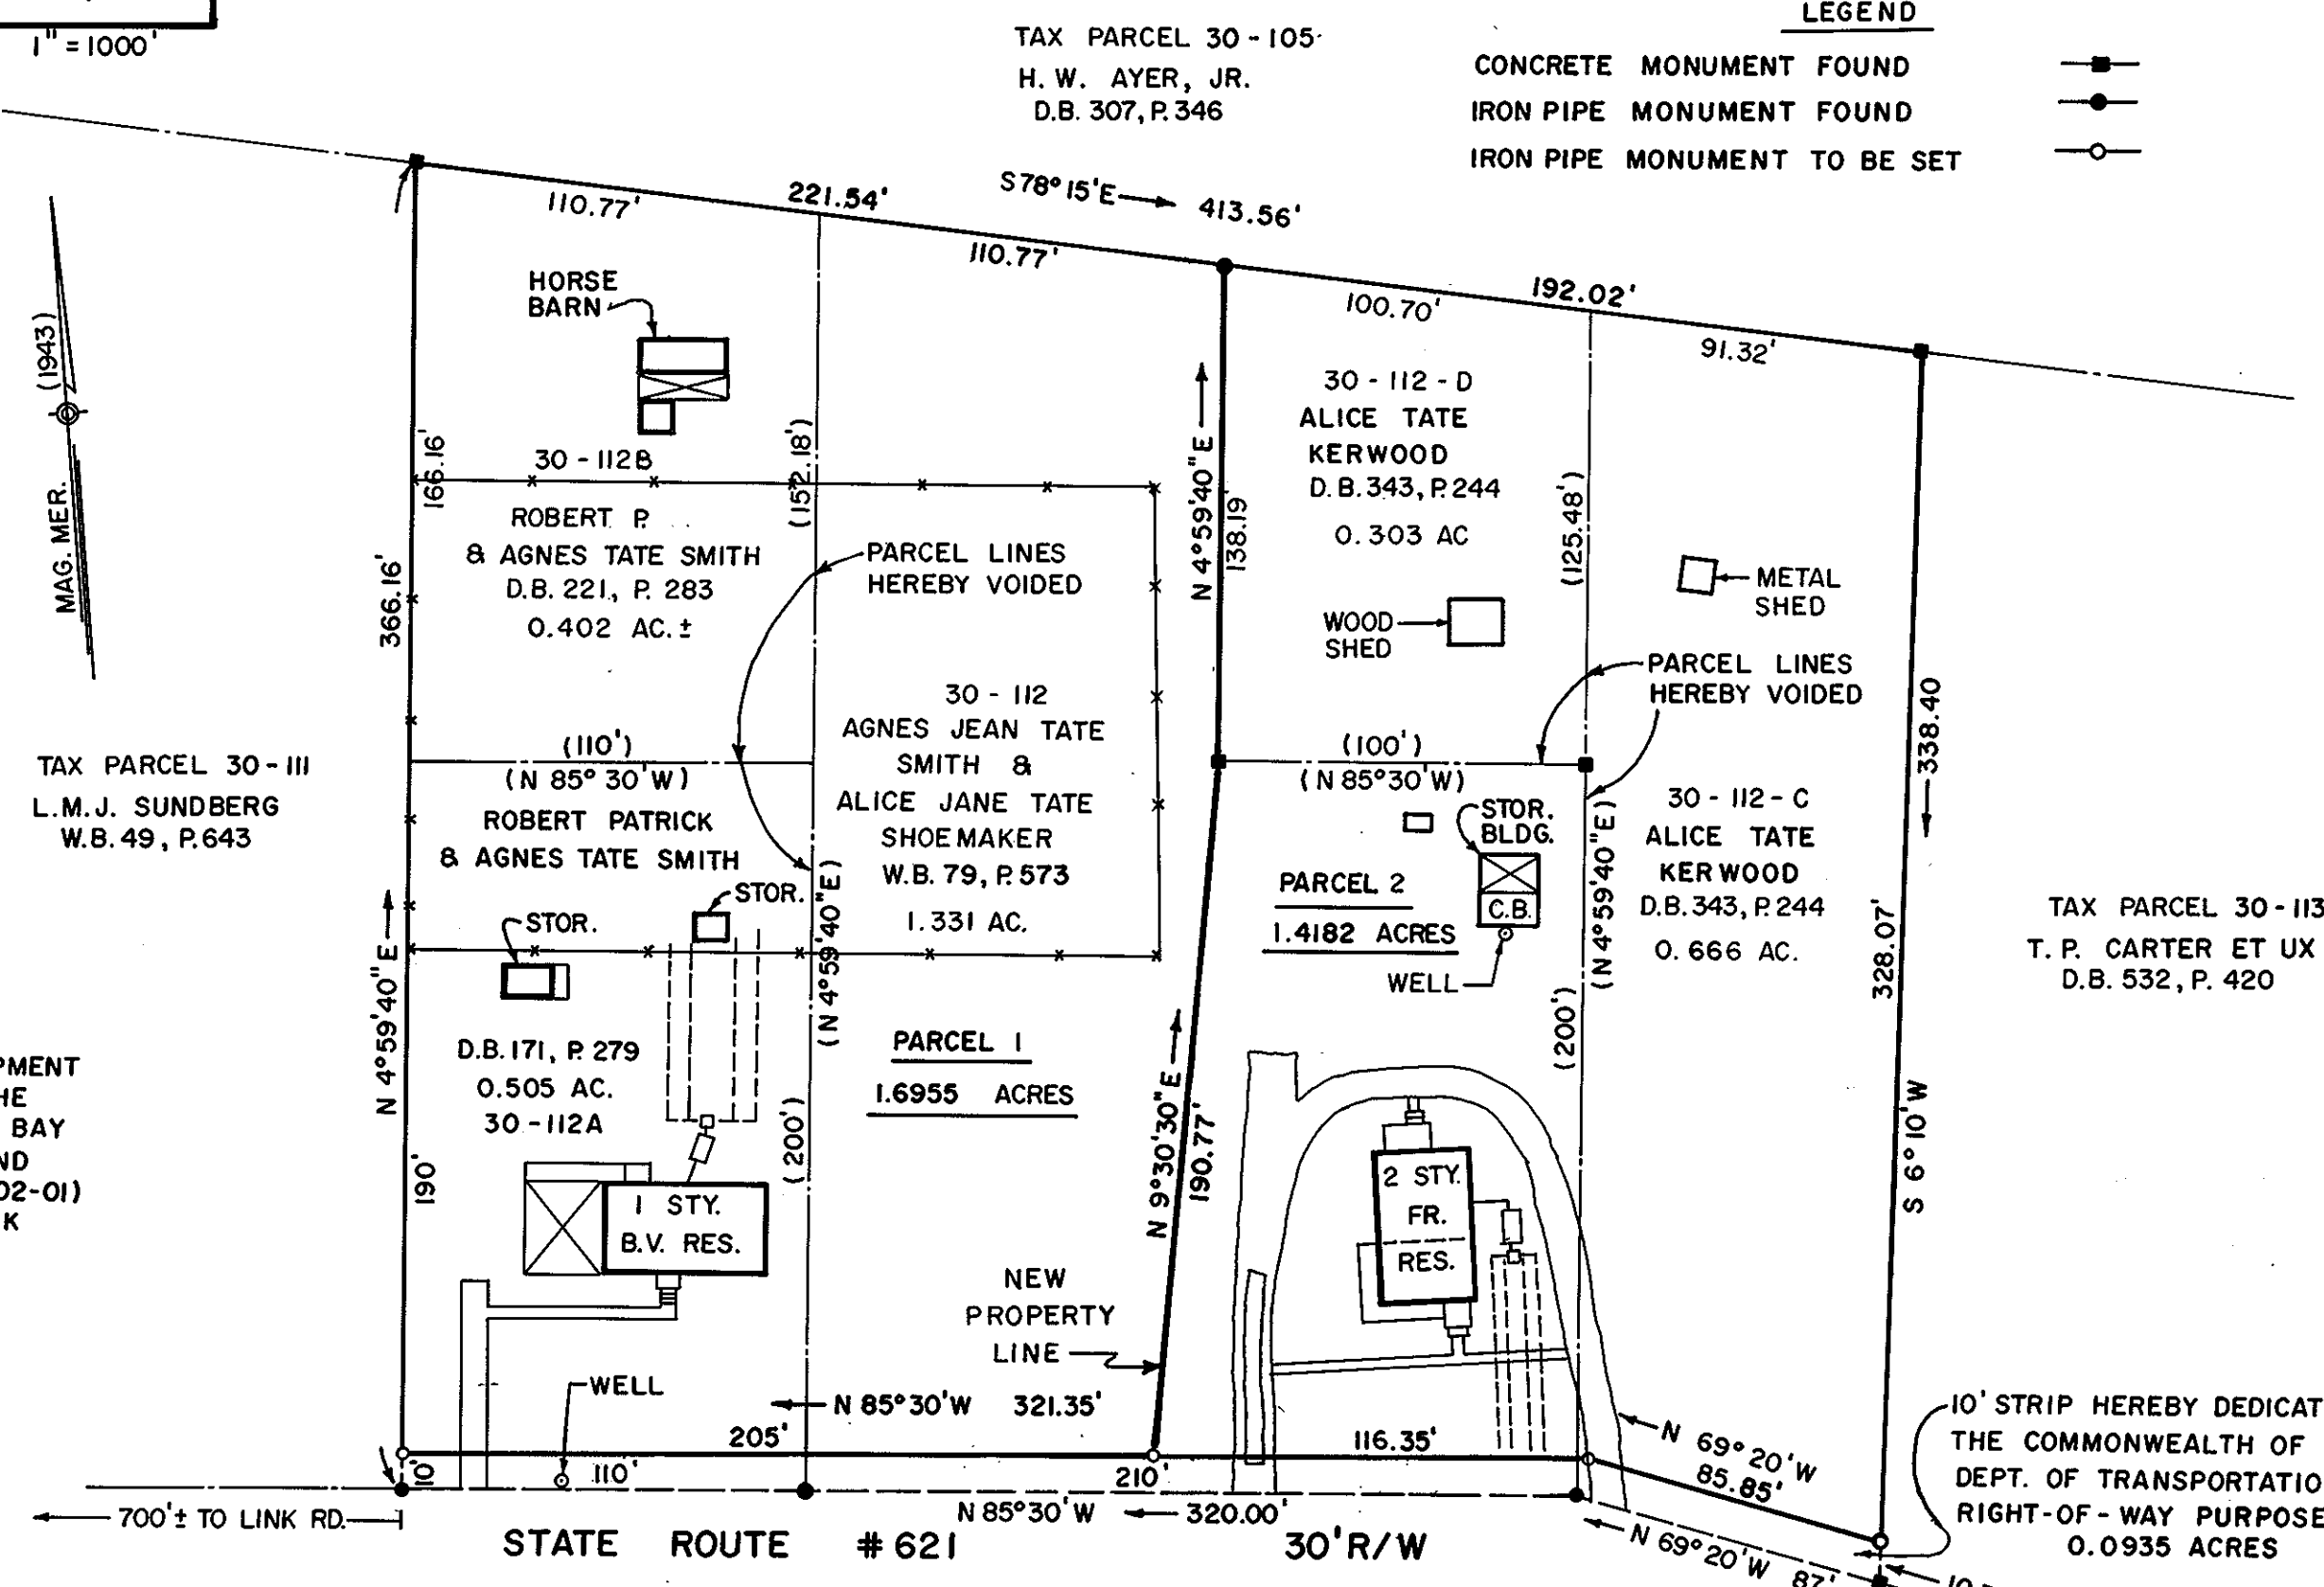 1" = 1000'
TAX PARCEL 30 - 105
H. W. AYER, JR.
D.B. 307, P. 346
LEGEND
CONCRETE MONUMENT FOUND
IRON PIPE MONUMENT FOUND
IRON PIPE MONUMENT TO BE SET
S 78° 15' E
413.56'
221.54'
110.77'
110.77'
192.02'
100.70'
91.32'
MAG. MER. (1943)
HORSE
BARN
30 - 112B
166.16'
(152.18')
ROBERT P.
& AGNES TATE SMITH
D.B. 221, P. 283
0.402 AC. ±
366.16'
PARCEL LINES
HEREBY VOIDED
N 4° 59' 40" E
138.19'
30 - 112 - D
ALICE TATE
KERWOOD
D.B. 343, P. 244
0.303 AC
(125.48')
WOOD
SHED
METAL
SHED
PARCEL LINES
HEREBY VOIDED
338.40
TAX PARCEL 30 - 111
L.M.J. SUNDBERG
W.B. 49, P. 643
(110')
(N 85° 30' W)
ROBERT PATRICK
& AGNES TATE SMITH
30 - 112
AGNES JEAN TATE
SMITH &
ALICE JANE TATE
SHOEMAKER
W.B. 79, P. 573
1.331 AC.
(100')
(N 85° 30' W)
STOR.
BLDG.
C.B.
WELL
PARCEL 2
1.4182 ACRES
30 - 112 - C
ALICE TATE
KERWOOD
D.B. 343, P. 244
0.666 AC.
(N 4° 59' 40" E)
(200')
328.07'
S 6° 10' W
TAX PARCEL 30 - 113
T. P. CARTER ET UX
D.B. 532, P. 420
STOR.
STOR.
N 4° 59' 40" E
190'
(N 4° 59' 40" E)
(200')
D.B. 171, P. 279
0.505 AC.
30 - 112A
PARCEL 1
1.6955 ACRES
N 9° 30' 30" E
190.77'
PMENT
HE
BAY
ND
02-01)
K
1 STY.
B.V. RES.
2 STY.
FR.
RES.
NEW
PROPERTY
LINE
WELL
N 85° 30' W 321.35'
205'
116.35'
N 69° 20' W
85.85'
10'
110'
210'
N 85° 30' W
320.00'
N 69° 20' W 87'
700' ± TO LINK RD.
STATE ROUTE # 621
30' R/W
10' STRIP HEREBY DEDICAT
THE COMMONWEALTH OF
DEPT. OF TRANSPORTATIO
RIGHT - OF - WAY PURPOSE
0.0935 ACRES